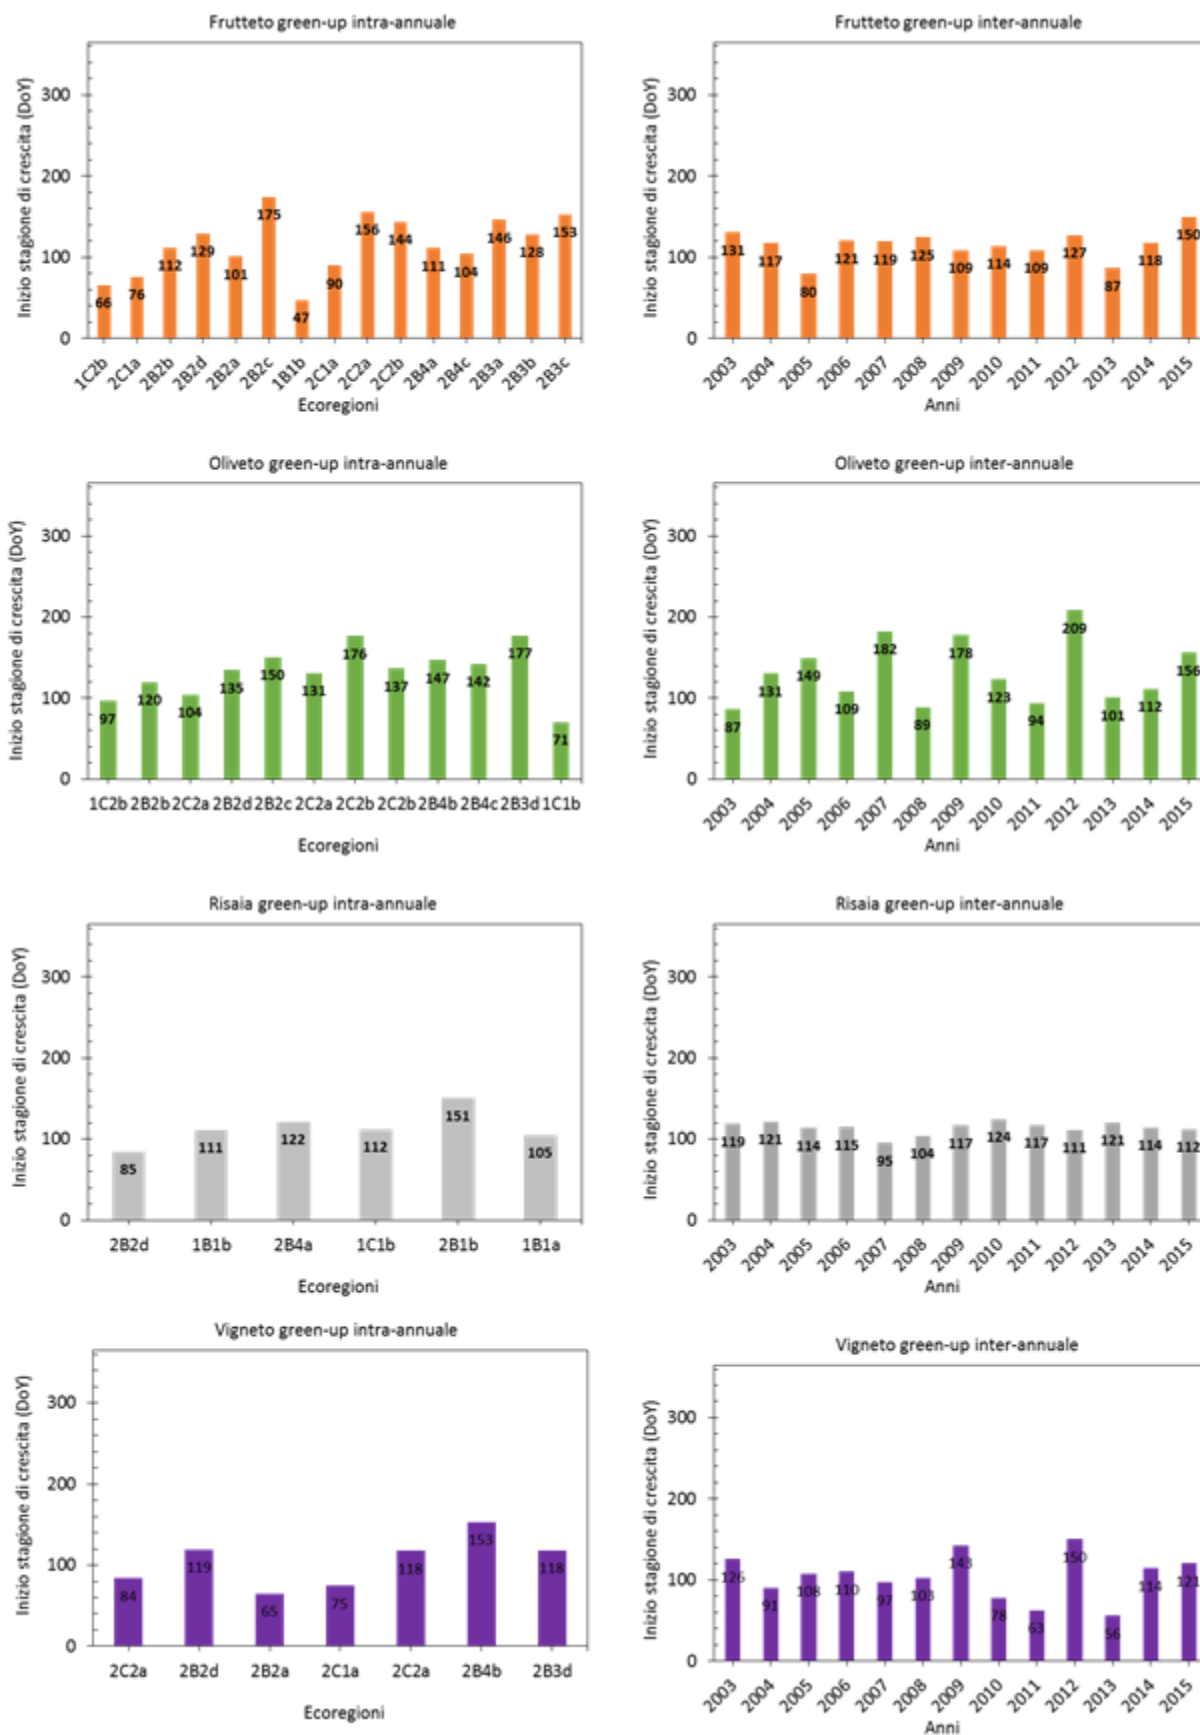 Frutteto green-up intra-annuale
Inizio stagione di crescita (DoY)
300
200
100
0
66 76 112 129 101 175 47 90 156 144 111 104 146 128 153
1C2b 2C1a 2B2b 2B2d 2B2a 2B2c 1B1b 2C1a 2C2a 2C2b 2B4a 2B4c 2B3a 2B3b 2B3c
Ecoregioni
Frutteto green-up inter-annuale
Inizio stagione di crescita (DoY)
300
200
100
0
131 117 80 121 119 125 109 114 109 127 87 118 150
2003 2004 2005 2006 2007 2008 2009 2010 2011 2012 2013 2014 2015
Anni
Oliveto green-up intra-annuale
Inizio stagione di crescita (DoY)
300
200
100
0
97 120 104 135 150 131 176 137 147 142 177 71
1C2b 2B2b 2C2a 2B2d 2B2c 2C2a 2C2b 2C2b 2B4b 2B4c 2B3d 1C1b
Ecoregioni
Oliveto green-up inter-annuale
Inizio stagione di crescita (DoY)
300
200
100
0
87 131 149 109 182 89 178 123 94 209 101 112 156
2003 2004 2005 2006 2007 2008 2009 2010 2011 2012 2013 2014 2015
Anni
Risaia green-up intra-annuale
Inizio stagione di crescita (DoY)
300
200
100
0
85 111 122 112 151 105
2B2d 1B1b 2B4a 1C1b 2B1b 1B1a
Ecoregioni
Risaia green-up inter-annuale
Inizio stagione di crescita (DoY)
300
200
100
0
119 121 114 115 95 104 117 124 117 111 121 114 112
2003 2004 2005 2006 2007 2008 2009 2010 2011 2012 2013 2014 2015
Anni
Vigneto green-up intra-annuale
Inizio stagione di crescita (DoY)
300
200
100
0
84 119 65 75 118 153 118
2C2a 2B2d 2B2a 2C1a 2C2a 2B4b 2B3d
Ecoregioni
Vigneto green-up inter-annuale
Inizio stagione di crescita (DoY)
300
200
100
0
126 91 108 110 97 103 143 78 63 150 56 114 121
2003 2004 2005 2006 2007 2008 2009 2010 2011 2012 2013 2014 2015
Anni